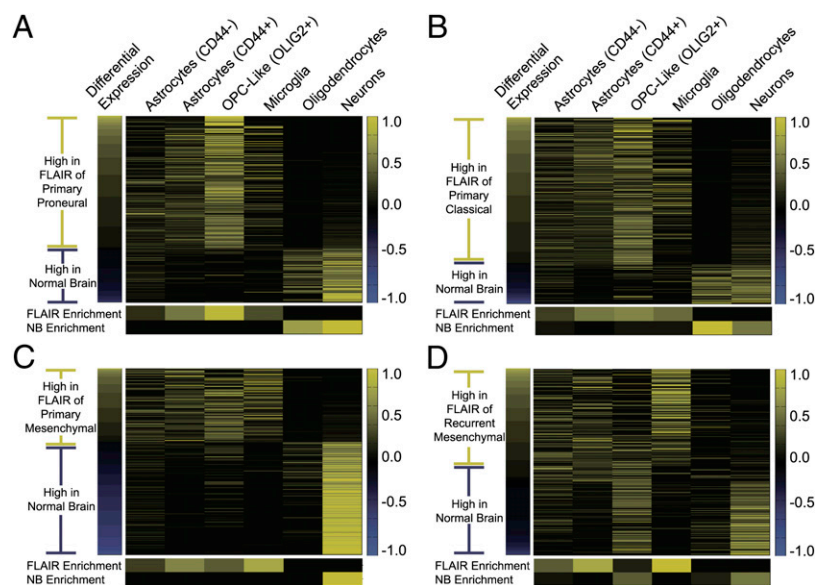 A
Differential
Expression
Astrocytes (CD44-)
Astrocytes (CD44+)
OPC-Like (OLIG2+)
Microglia
Oligodendrocytes
Neurons
High in
FLAIR of
Primary
Proneural
High in
Normal Brain
FLAIR Enrichment
NB Enrichment
1.0
0.5
0
-0.5
-1.0
B
Differential
Expression
Astrocytes (CD44-)
Astrocytes (CD44+)
OPC-Like (OLIG2+)
Microglia
Oligodendrocytes
Neurons
High in
FLAIR of
Primary
Classical
High in
Normal Brain
FLAIR Enrichment
NB Enrichment
1.0
0.5
0
-0.5
-1.0
C
High in
FLAIR of
Primary
Mesenchymal
High in
Normal Brain
FLAIR Enrichment
NB Enrichment
1.0
0.5
0
-0.5
-1.0
D
High in
FLAIR of
Recurrent
Mesenchymal
High in
Normal Brain
FLAIR Enrichment
NB Enrichment
1.0
0.5
0
-0.5
-1.0